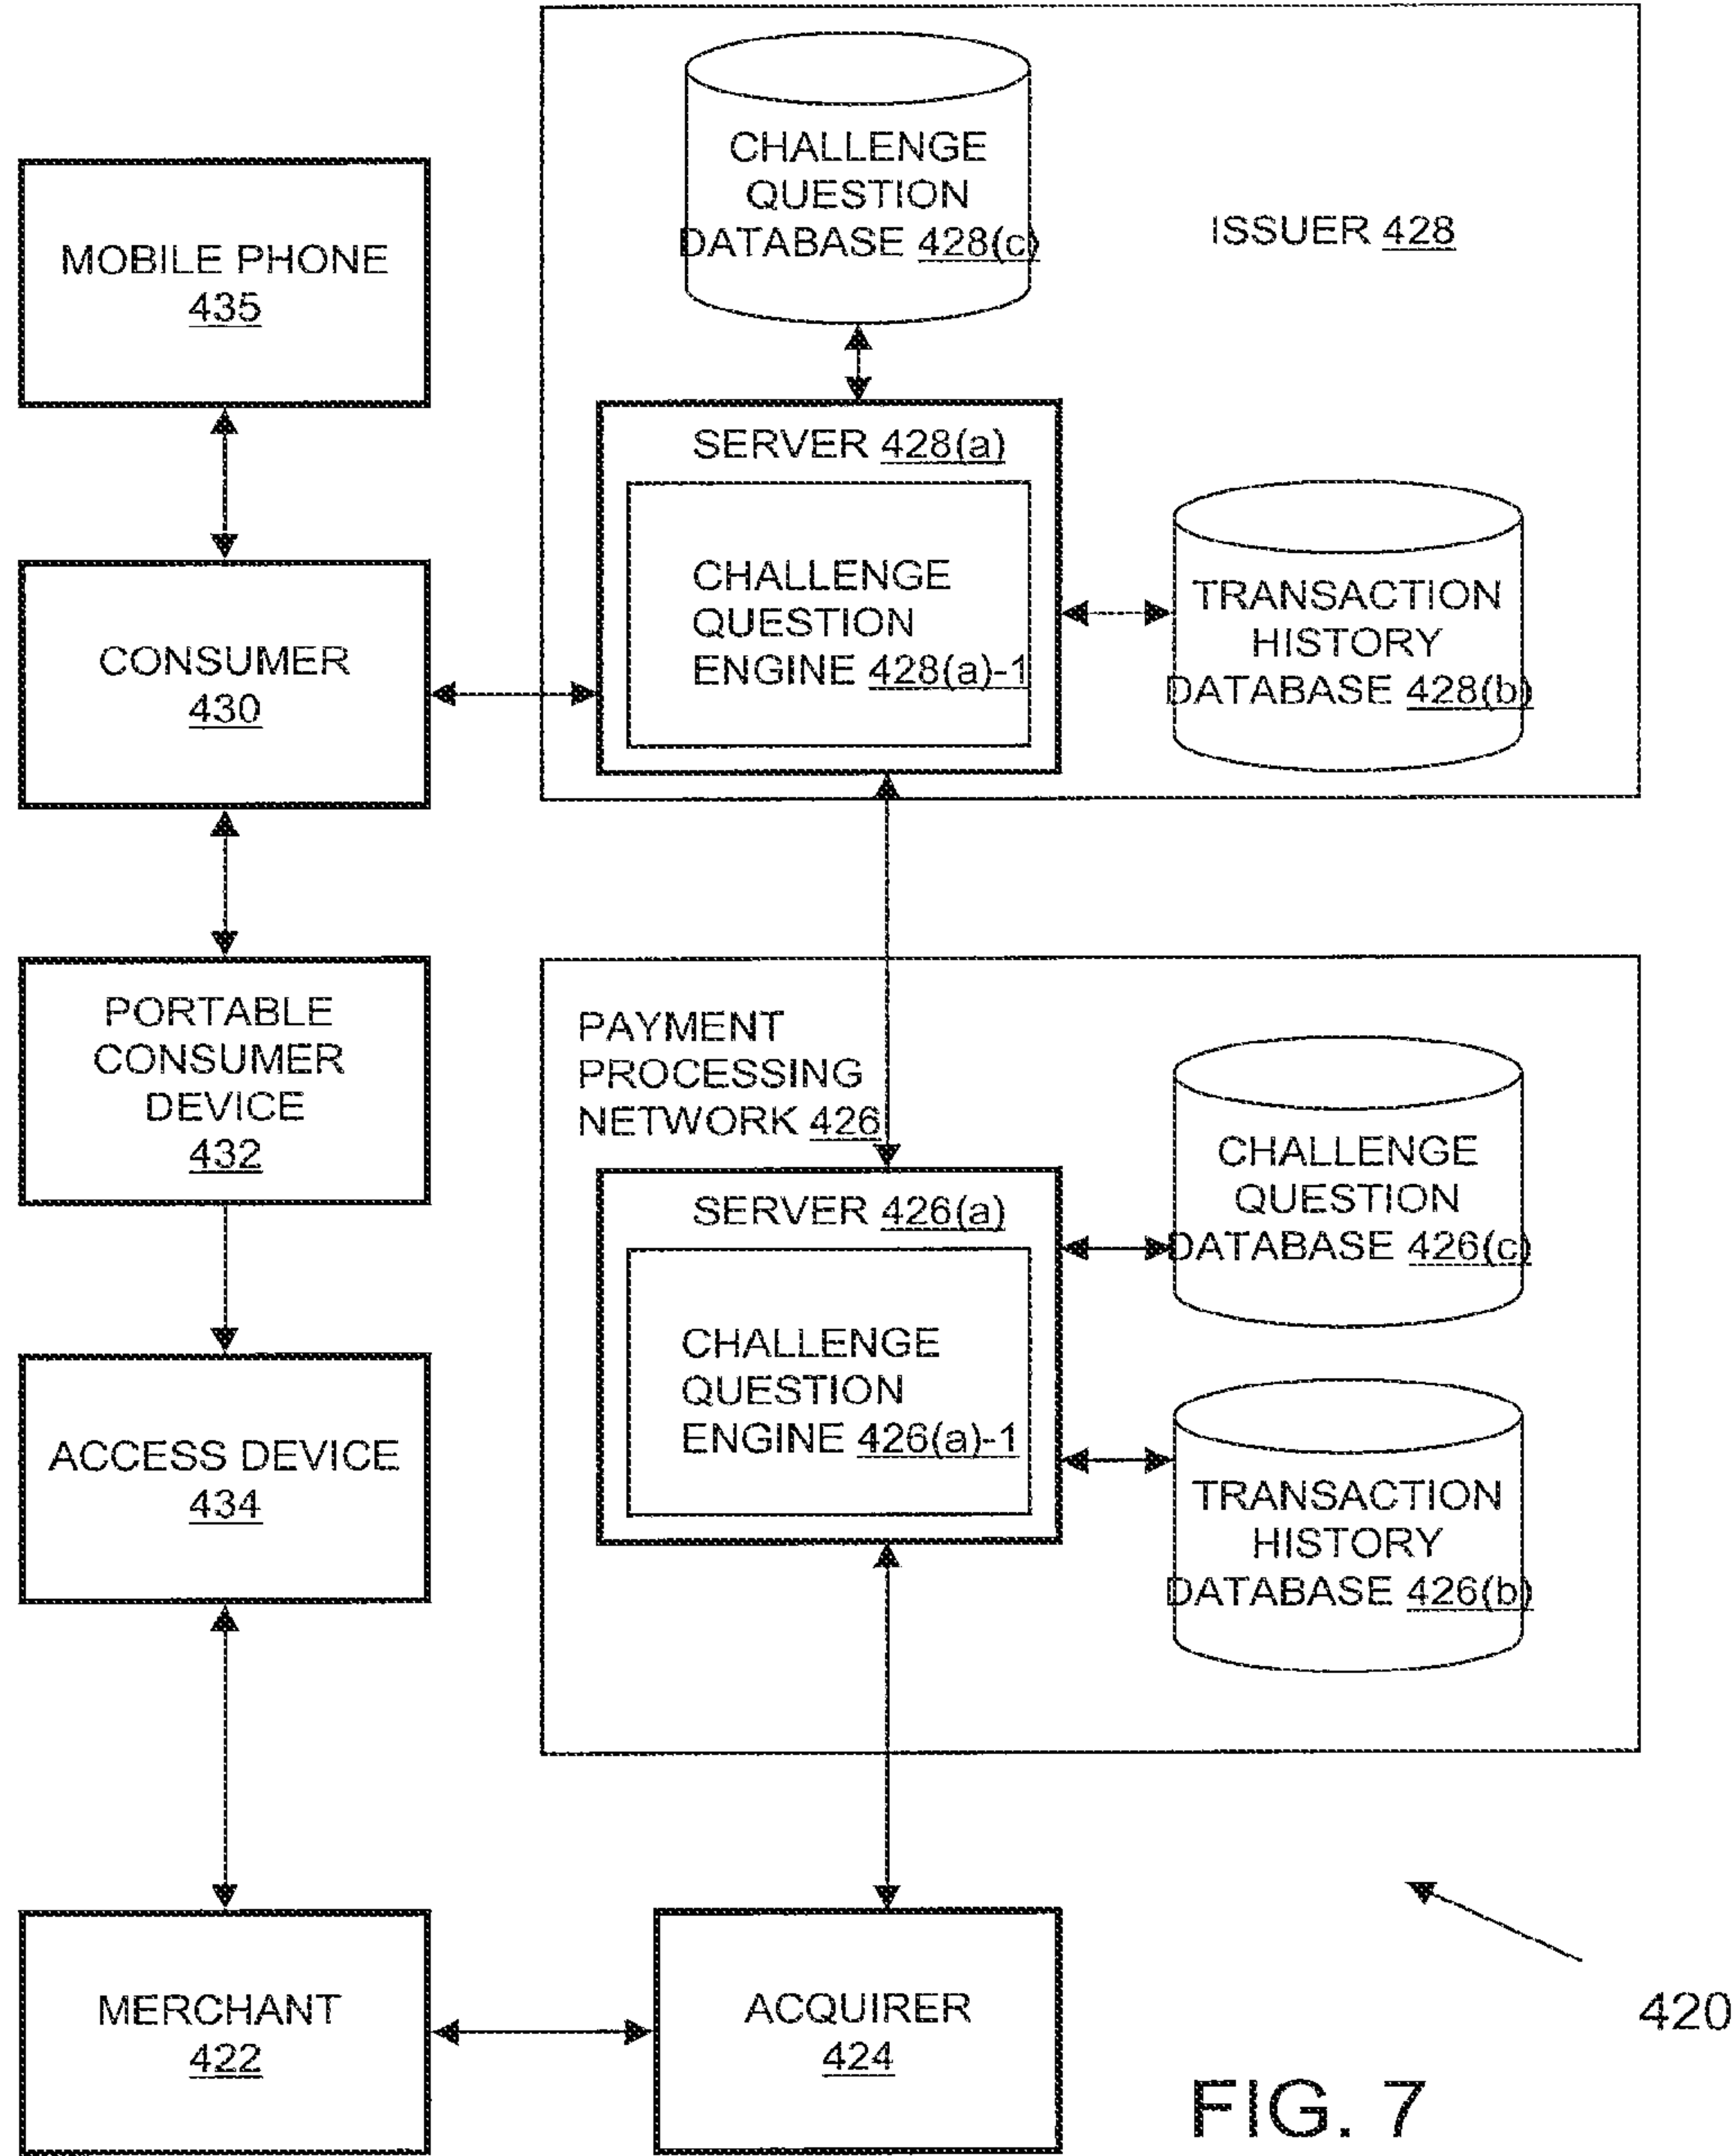 CHALLENGE
QUESTION
DATABASE 428(c)
ISSUER 428
MOBILE PHONE
435
SERVER 428(a)
CHALLENGE
QUESTION
ENGINE 428(a)-1
TRANSACTION
HISTORY
DATABASE 428(b)
CONSUMER
430
PORTABLE
CONSUMER
DEVICE
432
PAYMENT
PROCESSING
NETWORK 426
CHALLENGE
QUESTION
DATABASE 426(c)
SERVER 426(a)
CHALLENGE
QUESTION
ENGINE 426(a)-1
TRANSACTION
HISTORY
DATABASE 426(b)
ACCESS DEVICE
434
MERCHANT
422
ACQUIRER
424
420
FIG. 7